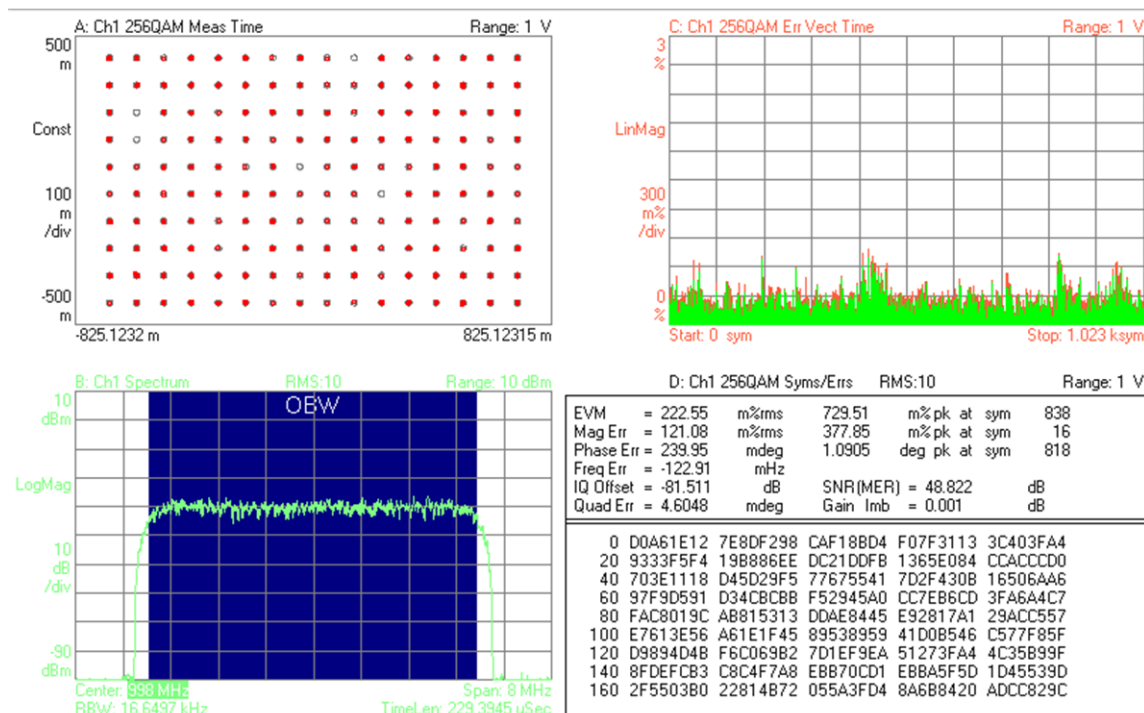 A: Ch1 256QAM Meas Time Range: 1 V
500
m
Const
100
m
/div
-500
m
-825.1232 m 825.12315 m
C: Ch1 256QAM Err Vect Time Range: 1 V
3
%
LinMag
300
m%
/div
0
%
Start: 0 sym Stop: 1.023 ksym
B: Ch1 Spectrum RMS:10 Range: 10 dBm
10
dBm
OBW
LogMag
10
dB
/div
-90
dBm
Center: 998 MHz Span: 8 MHz
RBW: 16.6497 kHz TimeLen: 229.3945 uSec
D: Ch1 256QAM Syms/Errs RMS:10 Range: 1 V
EVM = 222.55 m%rms 729.51 m%pk at sym 838
Mag Err = 121.08 m%rms 377.85 m%pk at sym 16
Phase Err = 239.95 mdeg 1.0905 deg pk at sym 818
Freq Err = -122.91 mHz
IQ Offset = -81.511 dB SNR(MER) = 48.822 dB
Quad Err = 4.6048 mdeg Gain Imb = 0.001 dB
0 D0A61E12 7E8DF298 CAF18BD4 F07F3113 3C403FA4
20 9333F5F4 19B886EE DC21DDFB 1365E084 CCACCCD0
40 703E1118 D45D29F5 77675541 7D2F430B 16506AA6
60 97F9D591 D34CBCBB F52945A0 CC7EB6CD 3FA6A4C7
80 FAC8019C AB815313 DDAE8445 E92817A1 29ACC557
100 E7613E56 A61E1F45 89538959 41D0B546 C577F85F
120 D9894D4B F6C069B2 7D1EF9EA 51273FA4 4C35B99F
140 8FDEFCB3 C8C4F7A8 EBB70CD1 EBBA5F5D 1D45539D
160 2F5503B0 22814B72 055A3FD4 8A6B8420 ADCC829C